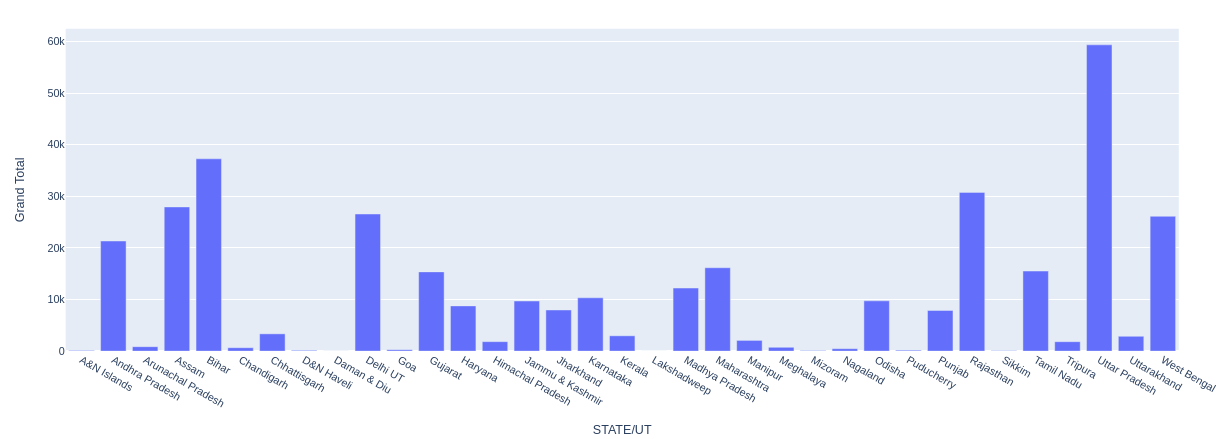 60k
50k
40k
30k
20k
10k
0
Grand Total
A&N Islands
Andhra Pradesh
Arunachal Pradesh
Assam
Bihar
Chandigarh
Chhattisgarh
D&N Haveli
Daman & Diu
Delhi UT
Goa
Gujarat
Haryana
Himachal Pradesh
Jammu & Kashmir
Jharkhand
Karnataka
Kerala
Lakshadweep
Madhya Pradesh
Maharashtra
Manipur
Meghalaya
Mizoram
Nagaland
Odisha
Puducherry
Punjab
Rajasthan
Sikkim
Tamil Nadu
Tripura
Uttar Pradesh
Uttarakhand
West Bengal
STATE/UT